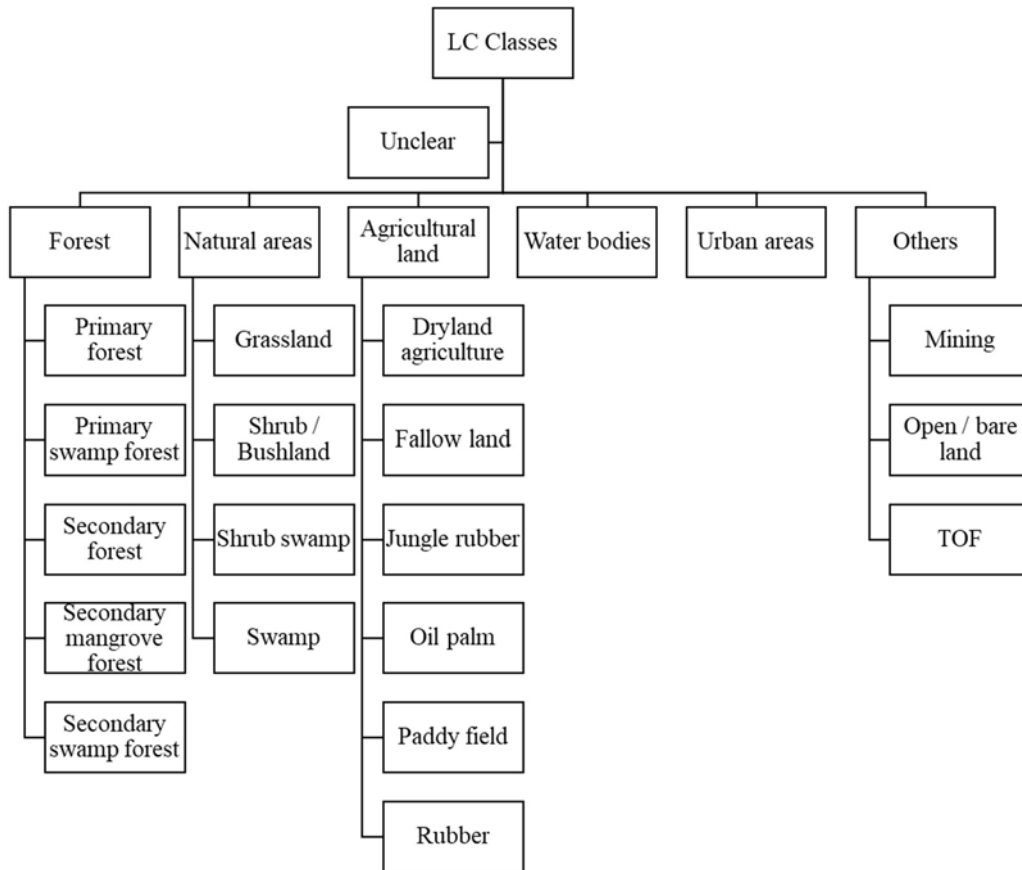 LC Classes
Unclear
Forest
Natural areas
Agricultural
land
Water bodies
Urban areas
Others
Primary
forest
Grassland
Dryland
agriculture
Mining
Primary
swamp forest
Shrub /
Bushland
Fallow land
Open / bare
land
Secondary
forest
Shrub swamp
Jungle rubber
TOF
Secondary
mangrove
forest
Swamp
Oil palm
Secondary
swamp forest
Paddy field
Rubber